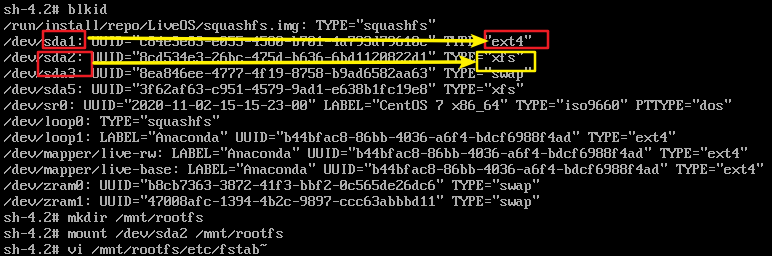 sh-4.2# blkid
/run/install/repo/LiveOS/squashfs.img: TYPE="squashfs"
/dev/sda1: TYPE="ext4"
/dev/sda2: UUID="8cd534e3-26bc-475d-b636-6bd1120822d1" TYPE="xfs"
/dev/sda3: UUID="8ea846ee-4777-4f19-8758-b9ad6582aa63" TYPE="swap"
/dev/sda5: UUID="3f62af63-c951-4579-9ad1-e638b1fc19e8" TYPE="xfs"
/dev/sr0: UUID="2020-11-02-15-15-23-00" LABEL="CentOS 7 x86_64" TYPE="iso9660" PTTYPE="dos"
/dev/loop0: TYPE="squashfs"
/dev/loop1: LABEL="Anaconda" UUID="b44bfac8-86bb-4036-a6f4-bdcf6988f4ad" TYPE="ext4"
/dev/mapper/live-rw: LABEL="Anaconda" UUID="b44bfac8-86bb-4036-a6f4-bdcf6988f4ad" TYPE="ext4"
/dev/mapper/live-base: LABEL="Anaconda" UUID="b44bfac8-86bb-4036-a6f4-bdcf6988f4ad" TYPE="ext4"
/dev/zram0: UUID="b8cb7363-3872-41f3-bbf2-0c565de26dc6" TYPE="swap"
/dev/zram1: UUID="47008afc-1394-4b2c-9897-ccc63abbbd11" TYPE="swap"
sh-4.2# mkdir /mnt/rootfs
sh-4.2# mount /dev/sda2 /mnt/rootfs
sh-4.2# vi /mnt/rootfs/etc/fstab~